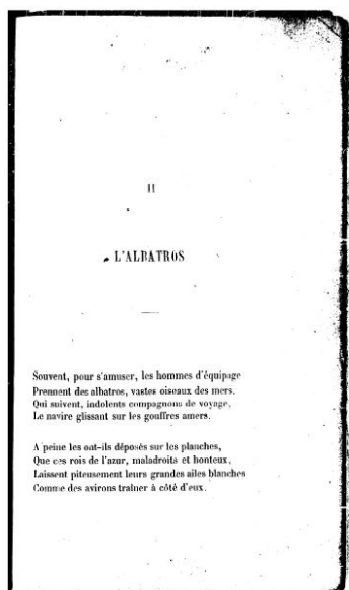 II
L'ALBATROS
Souvent, pour s'amuser, les hommes d'équipage
Prennent des albatros, vastes oiseaux des mers,
Qui suivent, indolents compagnons de voyage,
Le navire glissant sur les gouffres amers.
A peine les ont-ils déposés sur les planches,
Que ces rois de l'azur, maladroits et honteux,
Laissent piteusement leurs grandes ailes blanches
Comme des avirons traîner à côté d'eux.